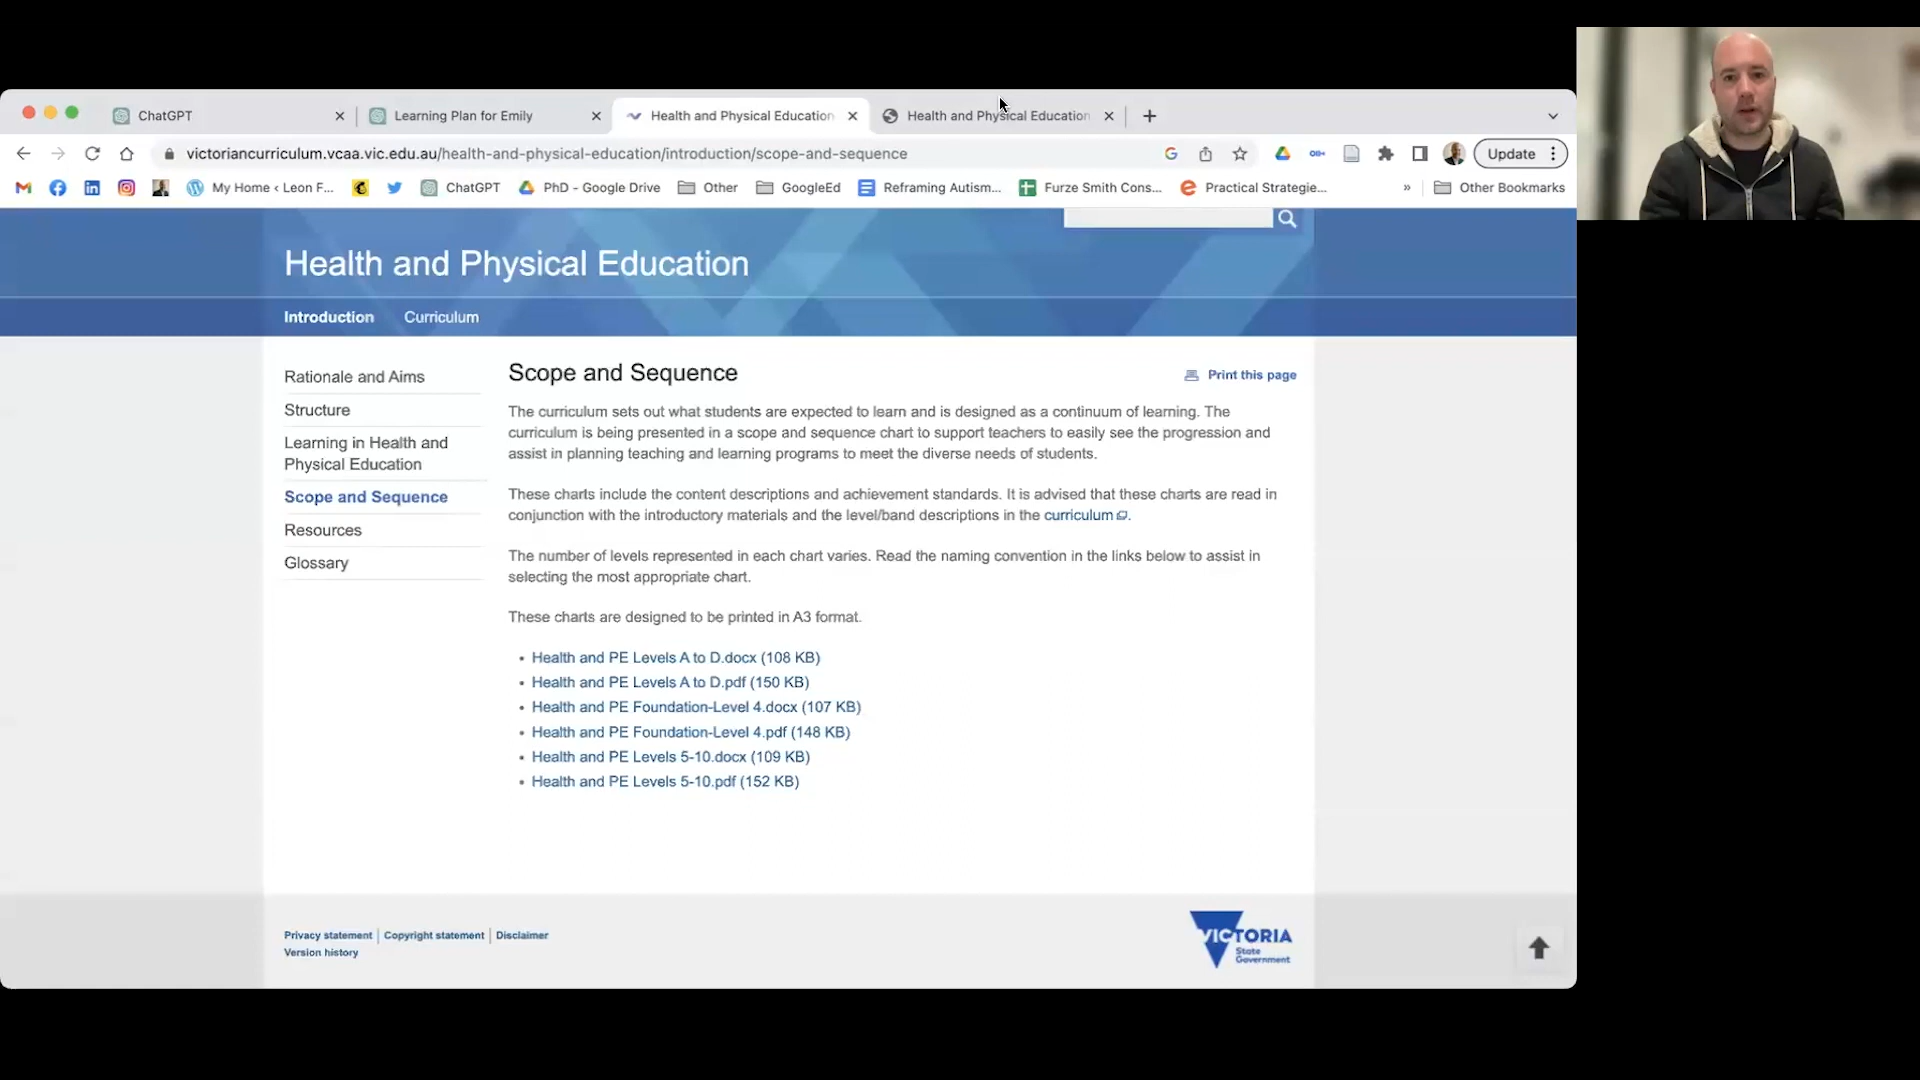 ChatGPT
Learning Plan for Emily
Health and Physical Education
Health and Physical Education
victoriancurriculum.vcaa.vic.edu.au/health-and-physical-education/introduction/scope-and-sequence
Update
My Home ‹ Leon F...
ChatGPT
PhD - Google Drive
Other
GoogleEd
Reframing Autism...
Furze Smith Cons...
Practical Strategie...
»
Other Bookmarks
Health and Physical Education
Introduction
Curriculum
Rationale and Aims
Structure
Learning in Health and
Physical Education
Scope and Sequence
Resources
Glossary
Scope and Sequence
Print this page
The curriculum sets out what students are expected to learn and is designed as a continuum of learning. The
curriculum is being presented in a scope and sequence chart to support teachers to easily see the progression and
assist in planning teaching and learning programs to meet the diverse needs of students.
These charts include the content descriptions and achievement standards. It is advised that these charts are read in
conjunction with the introductory materials and the level/band descriptions in the curriculum.
The number of levels represented in each chart varies. Read the naming convention in the links below to assist in
selecting the most appropriate chart.
These charts are designed to be printed in A3 format.
• Health and PE Levels A to D.docx (108 KB)
• Health and PE Levels A to D.pdf (150 KB)
• Health and PE Foundation-Level 4.docx (107 KB)
• Health and PE Foundation-Level 4.pdf (148 KB)
• Health and PE Levels 5-10.docx (109 KB)
• Health and PE Levels 5-10.pdf (152 KB)
Privacy statement | Copyright statement | Disclaimer
Version history
VICTORIA
State
Government